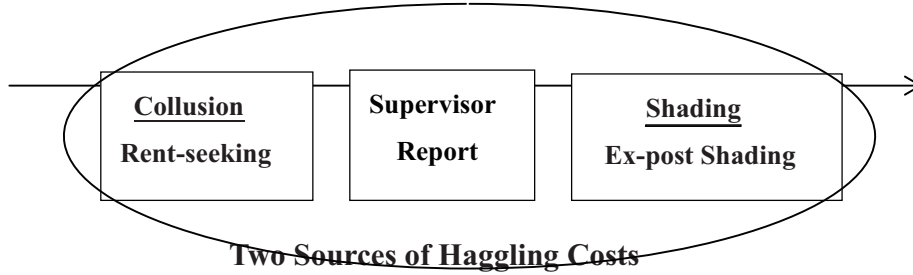 Collusion
Rent-seeking
Supervisor
Report
Shading
Ex-post Shading
Two Sources of Haggling Costs